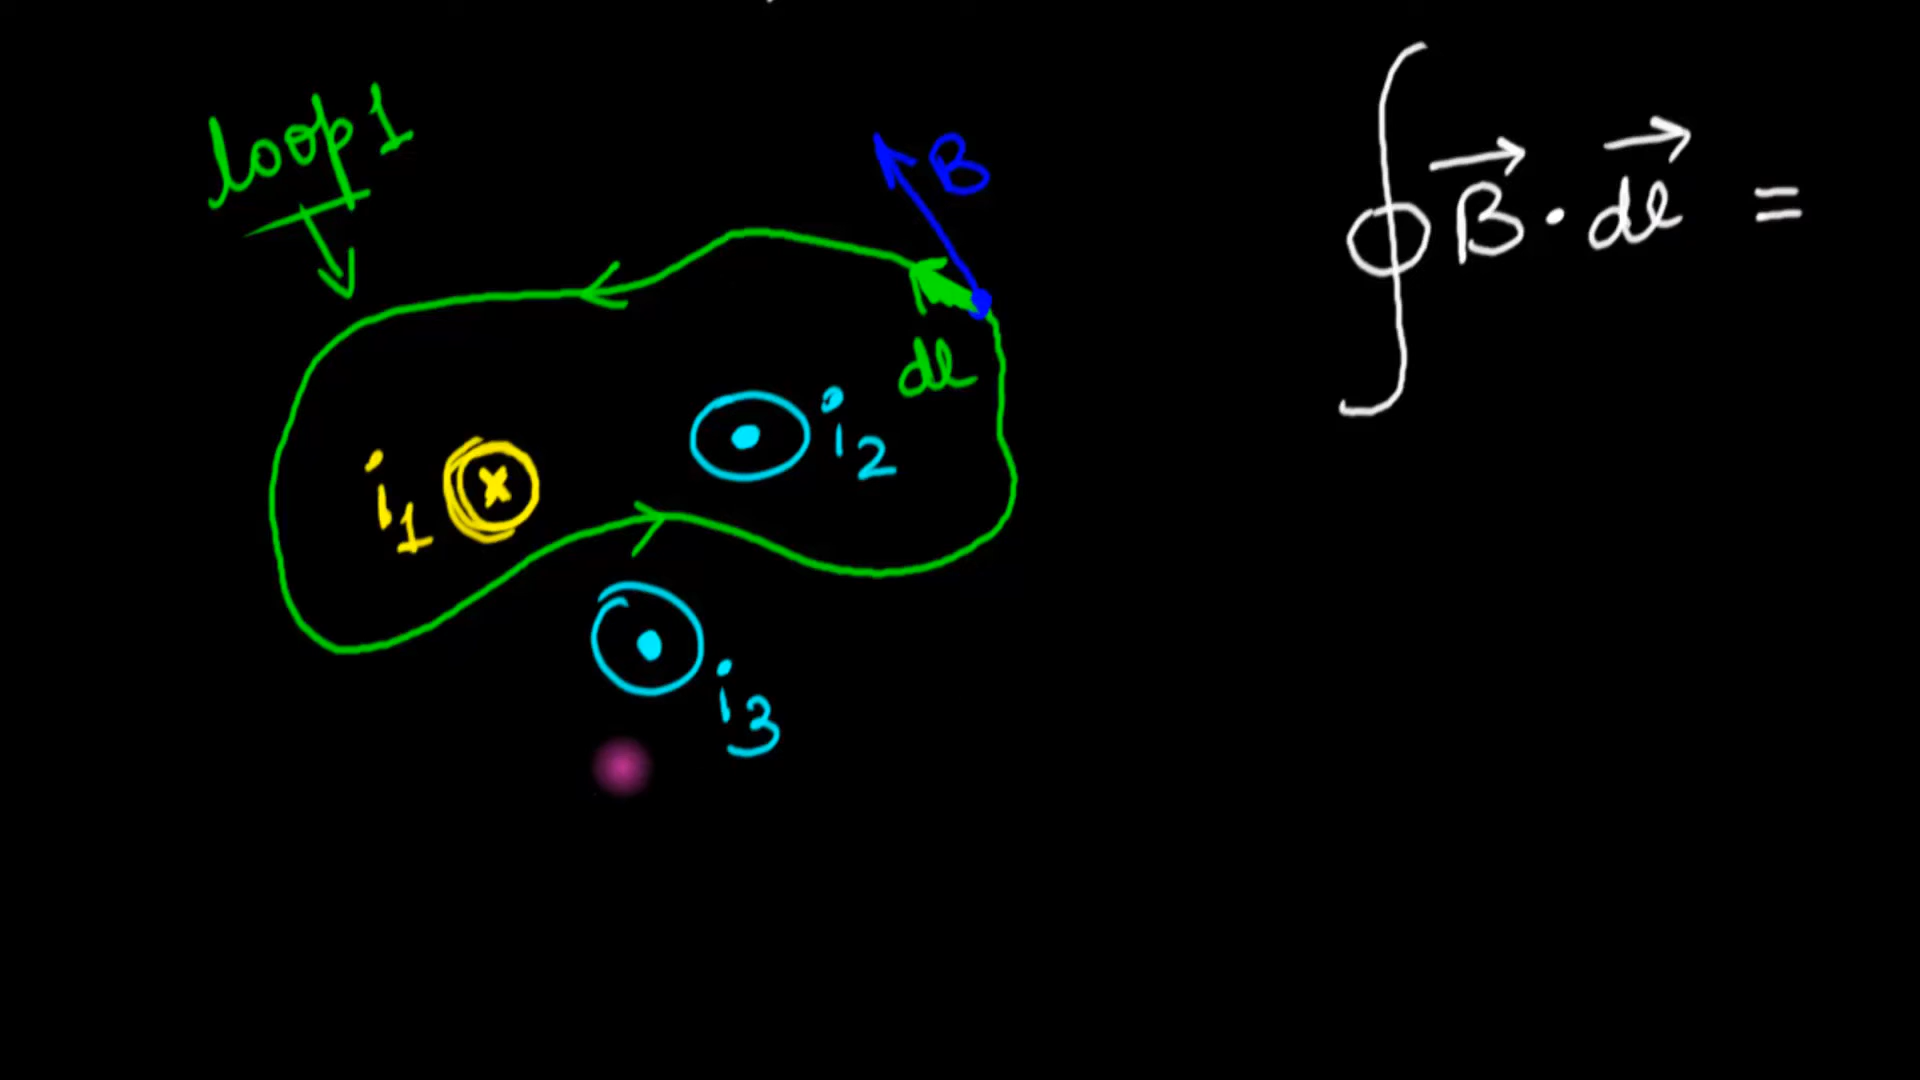 loop 1
B
∮ B⃗ · dl⃗ =
dl
i₂
i₁
i₃